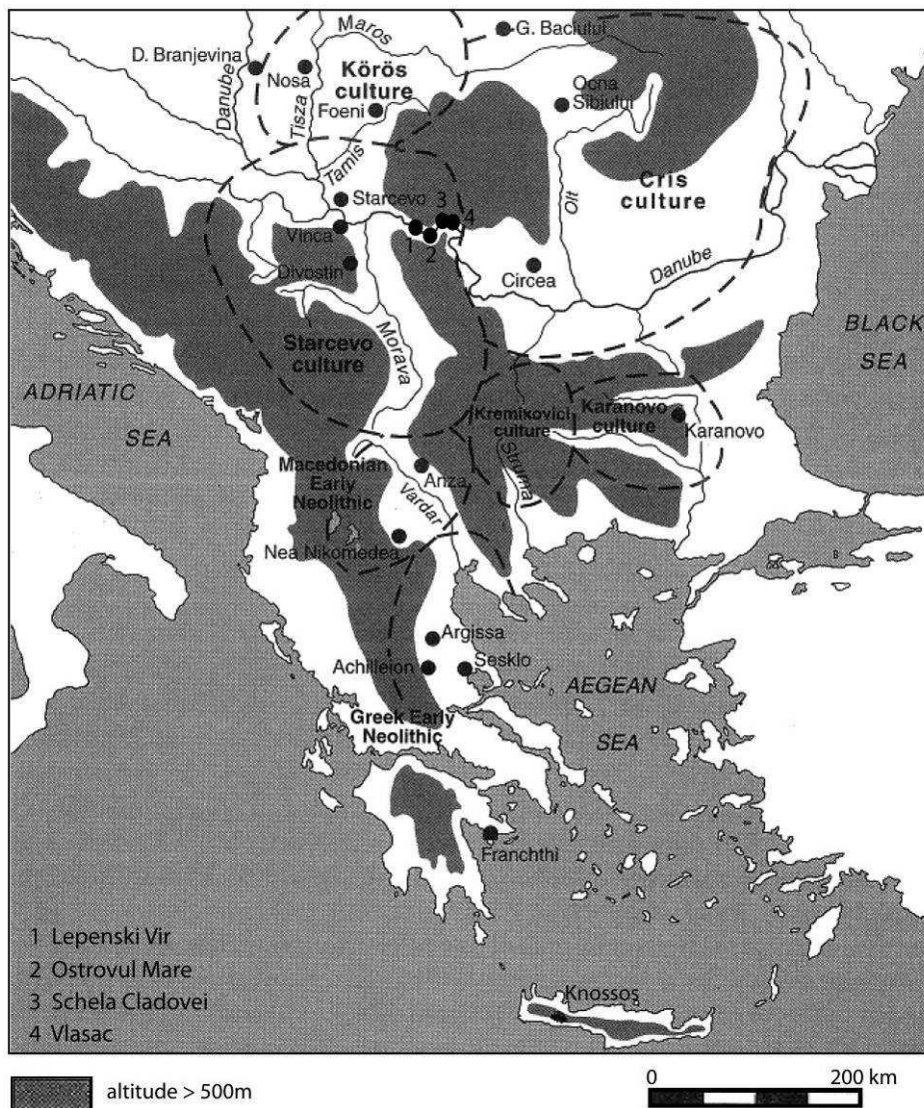 Maros
G. Baciului
D. Branjevina
Nosa
Körös
culture
Danube
Tisza
Foeni
Ocna
Sibiului
Tamis
Starcevo
Cris
culture
Olt
3
4
1
2
Vinca
Divostin
Circea
Danube
Morava
Starcevo
culture
BLACK
SEA
ADRIATIC
SEA
Kremikovici
culture
Karanovo
culture
Karanovo
Struma
Macedonian
Early
Neolithic
Anza
Vardar
Nea Nikomedea
Argissa
Achilleion
Sesklo
AEGEAN
SEA
Greek Early
Neolithic
Franchthi
1 Lepenski Vir
2 Ostrovul Mare
3 Schela Cladovei
4 Vlasac
Knossos
altitude > 500m
0 200 km